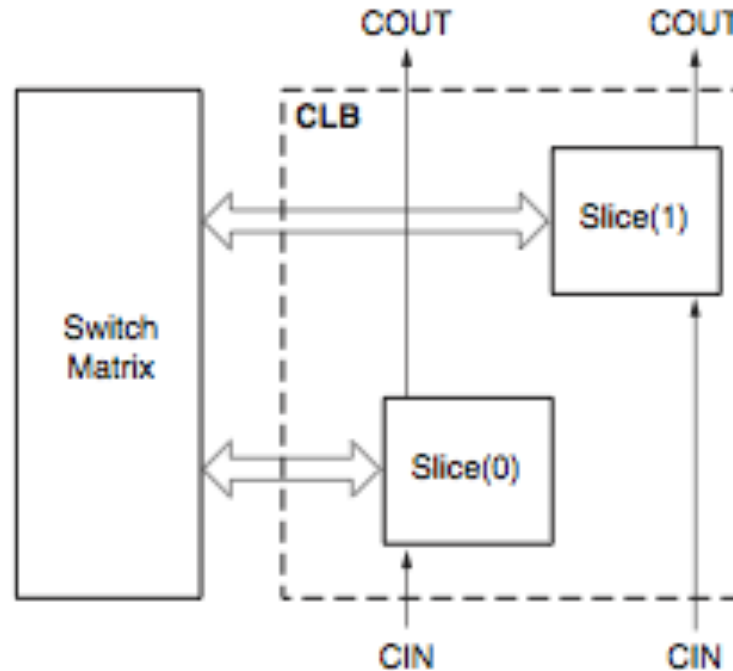 COUT
COUT
CLB
Slice(1)
Switch
Matrix
Slice(0)
CIN
CIN